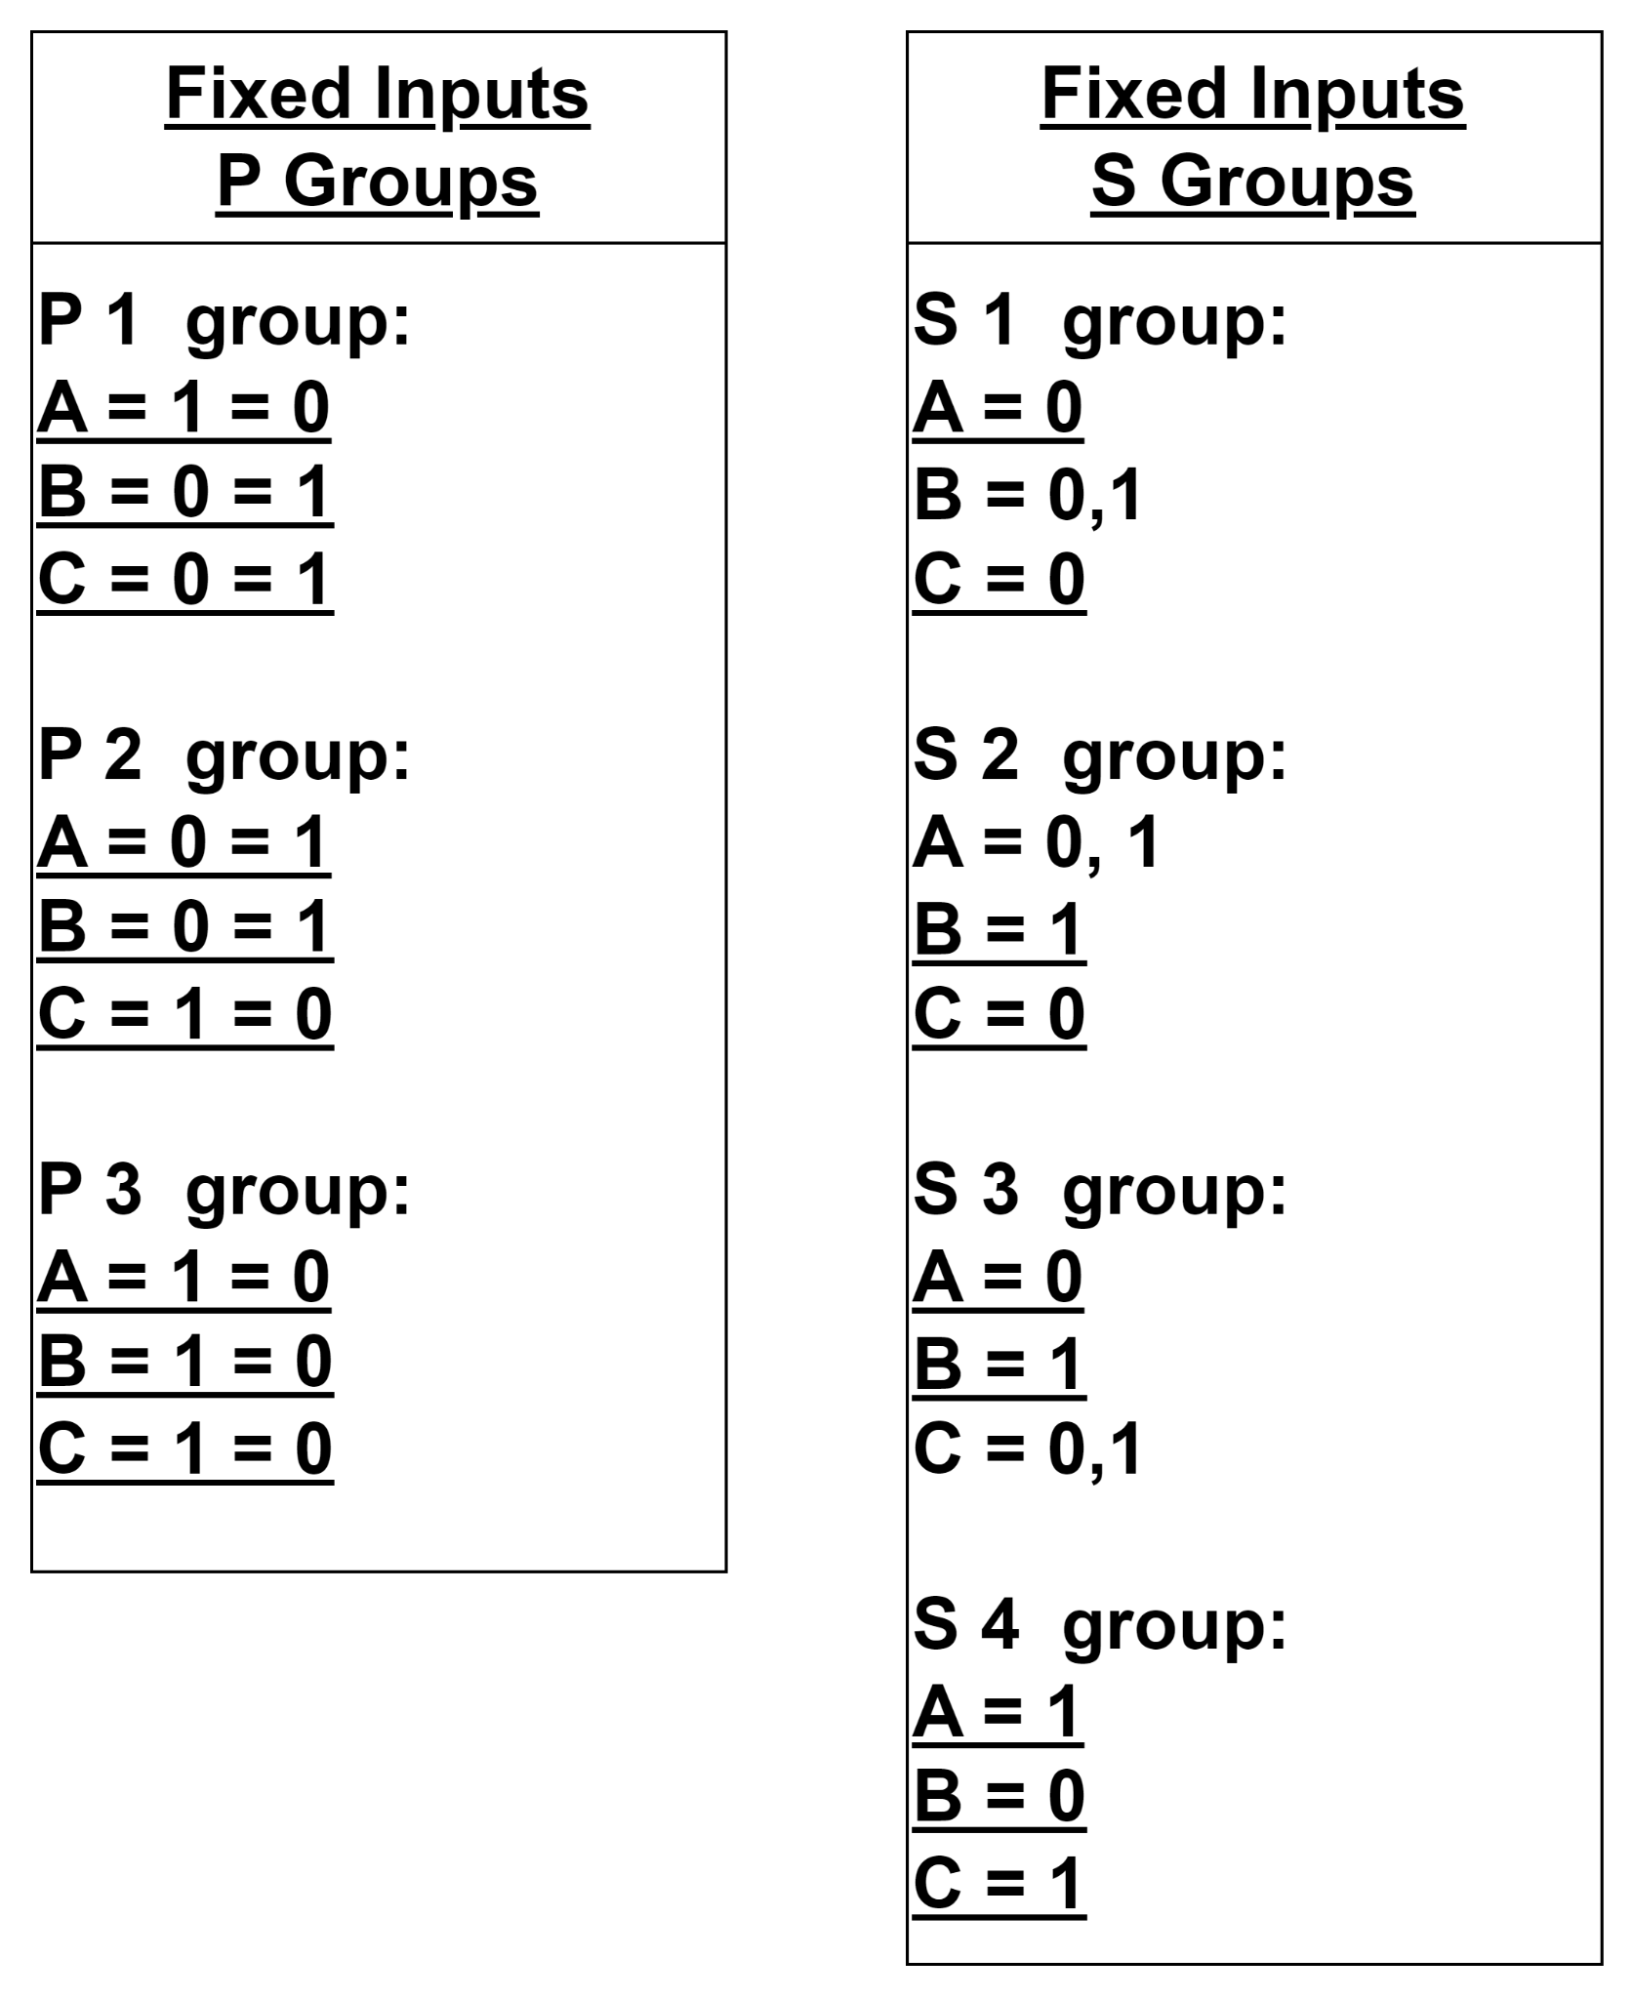 Fixed Inputs
P Groups
P 1 group:
A = 1 = 0
B = 0 = 1
C = 0 = 1
P 2 group:
A = 0 = 1
B = 0 = 1
C = 1 = 0
P 3 group:
A = 1 = 0
B = 1 = 0
C = 1 = 0
Fixed Inputs
S Groups
S 1 group:
A = 0
B = 0,1
C = 0
S 2 group:
A = 0, 1
B = 1
C = 0
S 3 group:
A = 0
B = 1
C = 0,1
S 4 group:
A = 1
B = 0
C = 1